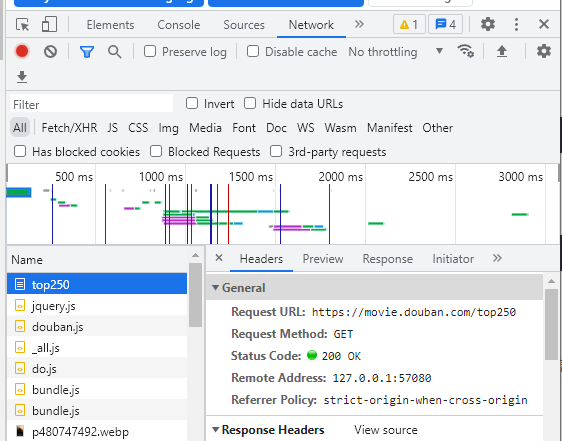 Elements Console Sources Network 1 4
Preserve log Disable cache No throttling
Filter Invert Hide data URLs
All Fetch/XHR JS CSS Img Media Font Doc WS Wasm Manifest Other
Has blocked cookies Blocked Requests 3rd-party requests
500 ms 1000 ms 1500 ms 2000 ms 2500 ms 3000 ms
Name
top250
jquery.js
douban.js
_all.js
do.js
bundle.js
bundle.js
p480747492.webp
Headers Preview Response Initiator
General
Request URL: https://movie.douban.com/top250
Request Method: GET
Status Code: 200 OK
Remote Address: 127.0.0.1:57080
Referrer Policy: strict-origin-when-cross-origin
Response Headers View source